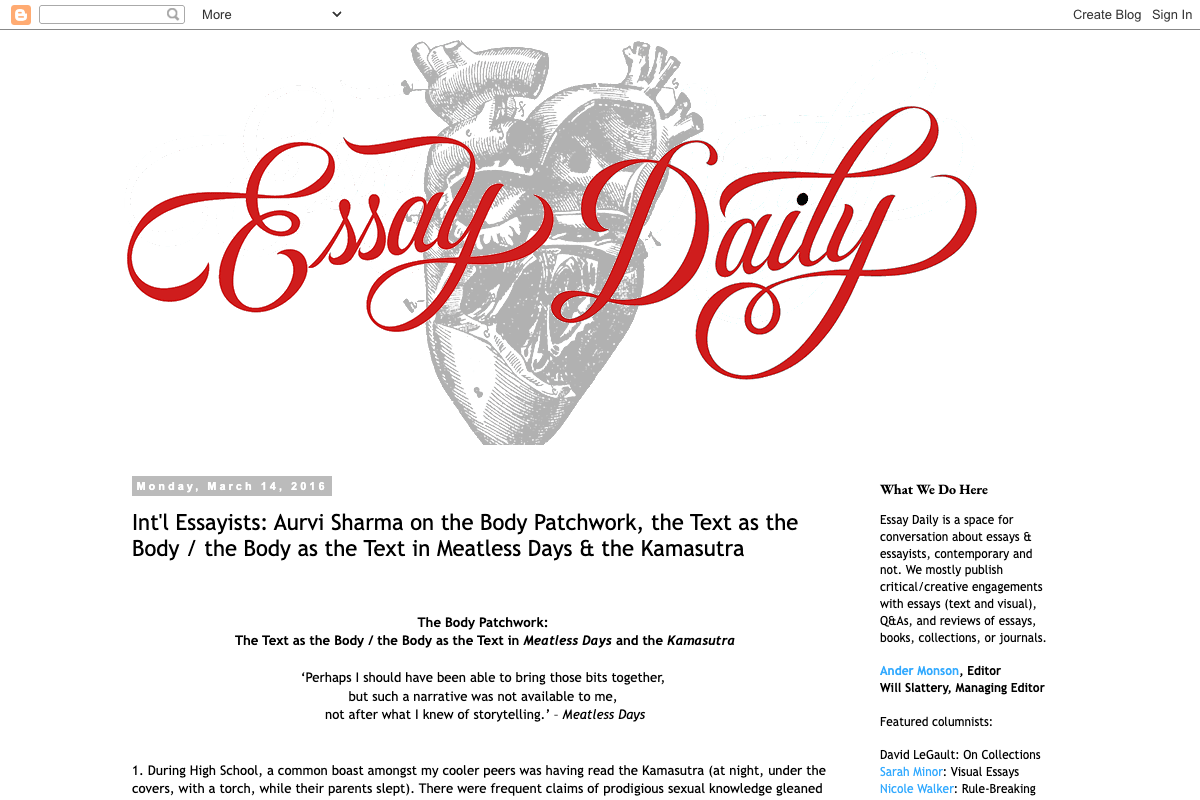 More
Create Blog Sign In
Essay Daily
Monday, March 14, 2016
Int'l Essayists: Aurvi Sharma on the Body Patchwork, the Text as the
Body / the Body as the Text in Meatless Days & the Kamasutra
The Body Patchwork:
The Text as the Body / the Body as the Text in Meatless Days and the Kamasutra
‘Perhaps I should have been able to bring those bits together,
but such a narrative was not available to me,
not after what I knew of storytelling.’ – Meatless Days
1. During High School, a common boast amongst my cooler peers was having read the Kamasutra (at night, under the
covers, with a torch, while their parents slept). There were frequent claims of prodigious sexual knowledge gleaned
What We Do Here
Essay Daily is a space for
conversation about essays &
essayists, contemporary and
not. We mostly publish
critical/creative engagements
with essays (text and visual),
Q&As, and reviews of essays,
books, collections, or journals.
Ander Monson, Editor
Will Slattery, Managing Editor
Featured columnists:
David LeGault: On Collections
Sarah Minor: Visual Essays
Nicole Walker: Rule-Breaking